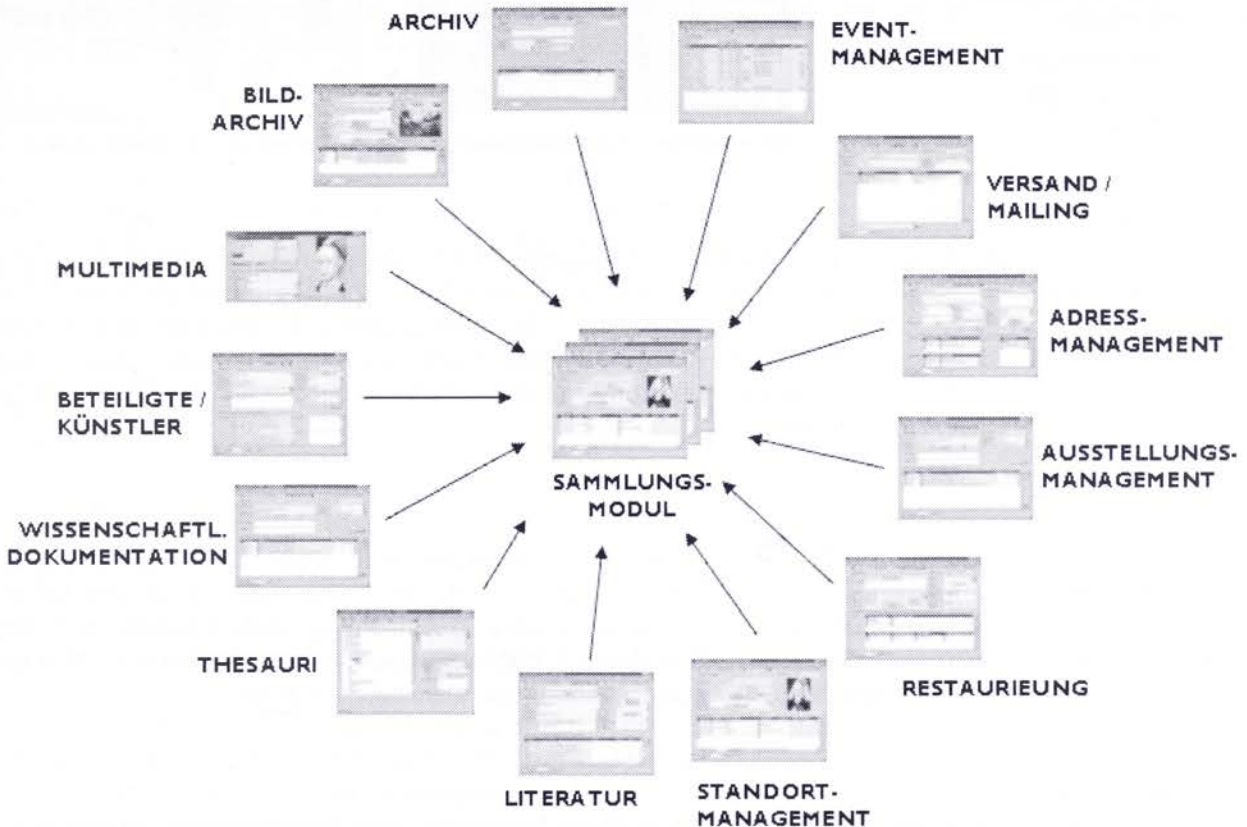 ARCHIV
EVENT-
MANAGEMENT
BILD-
ARCHIV
VERSAND /
MAILING
MULTIMEDIA
ADRESS-
MANAGEMENT
BETEILIGTE /
KÜNSTLER
AUSSTELLUNGS-
MANAGEMENT
SAMMLUNGS-
MODUL
WISSENSCHAFTL.
DOKUMENTATION
THESAURI
RESTAURIEUNG
LITERATUR
STANDORT-
MANAGEMENT